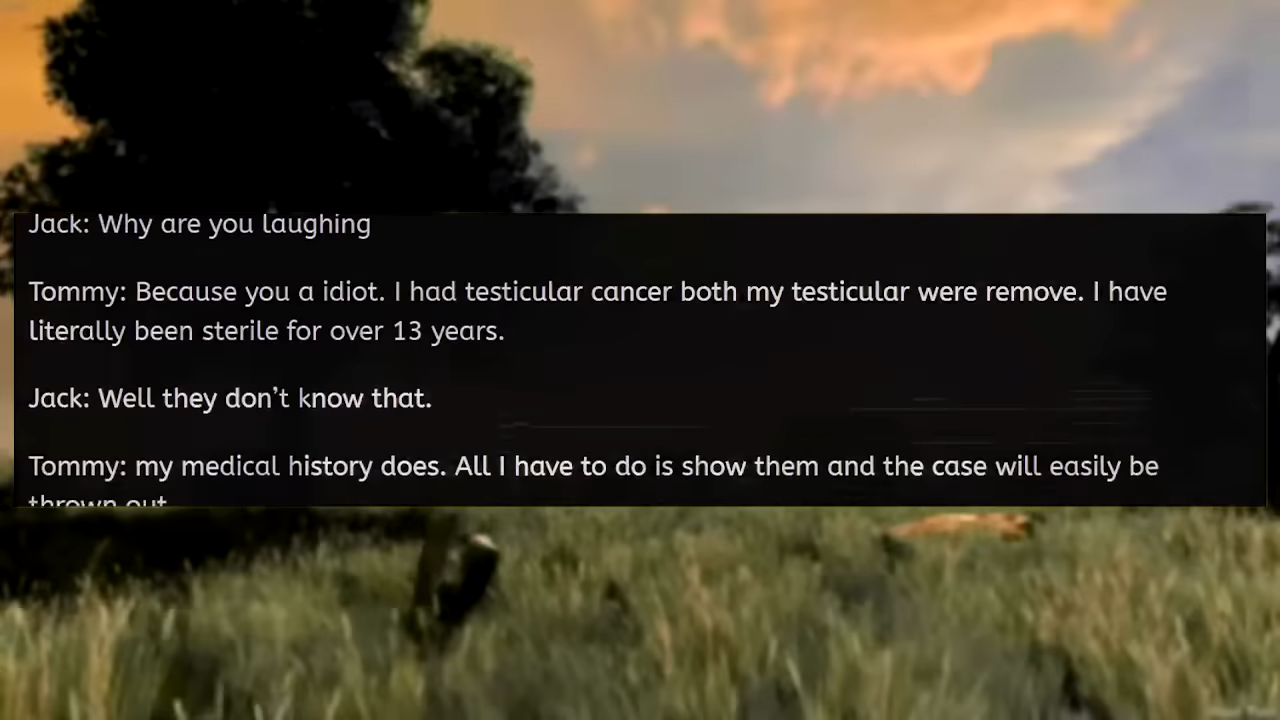 Jack: Why are you laughing
Tommy: Because you a idiot. I had testicular cancer both my testicular were remove. I have
literally been sterile for over 13 years.
Jack: Well they don’t know that.
Tommy: my medical history does. All I have to do is show them and the case will easily be
thrown out